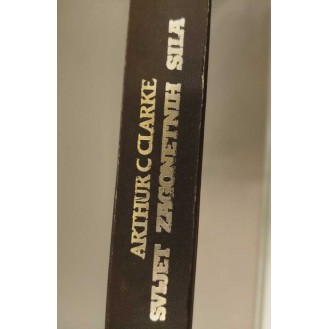 ARTHUR C CLARKE
SVIJET ZAGONETNIH SILA